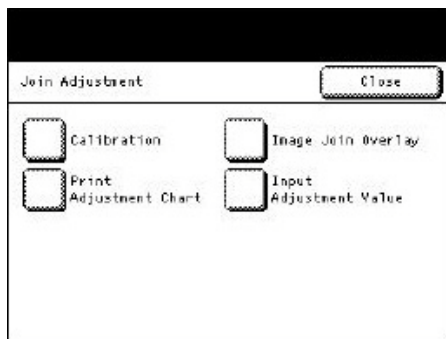 Join Adjustment
Close
Calibration
Image Join Overlay
Print
Adjustment Chart
Input
Adjustment Value